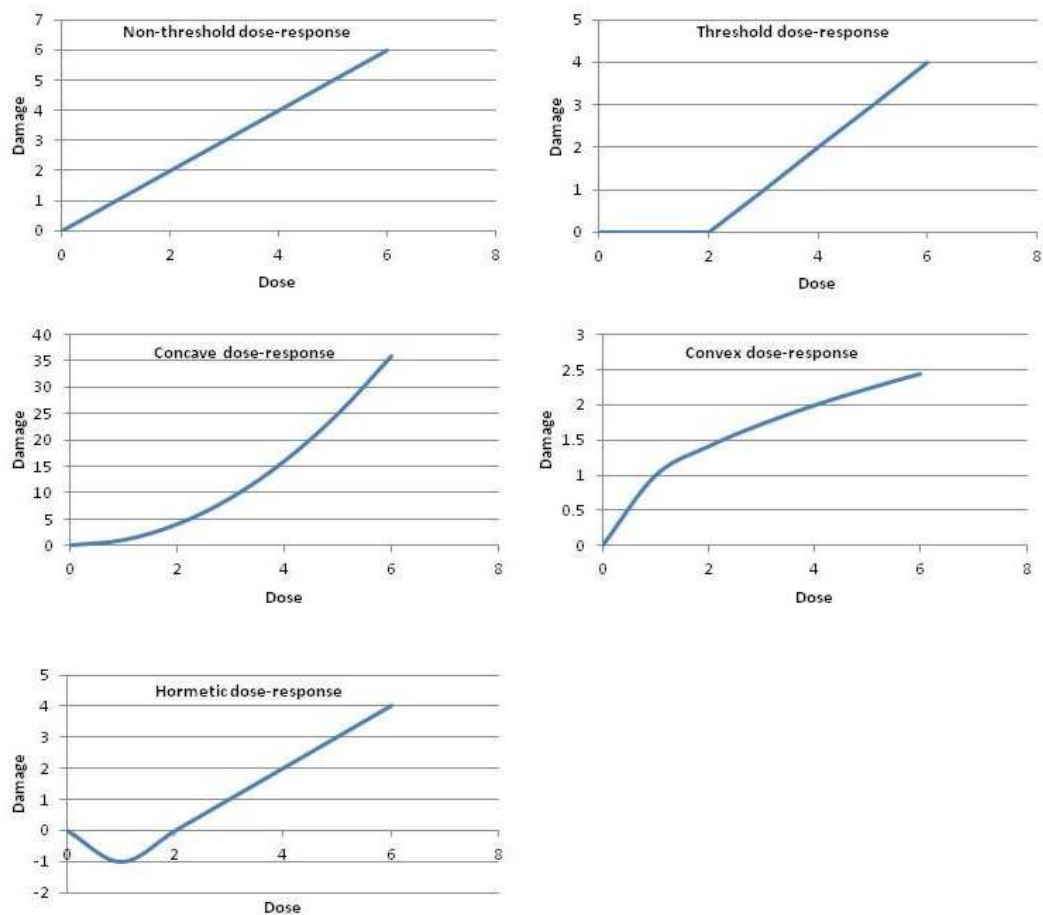 Non-threshold dose-response
7
6
5
4
3
2
1
0
Damage
0 2 4 6 8
Dose
Threshold dose-response
5
4
3
2
1
0
Damage
0 2 4 6 8
Dose
Concave dose-response
40
35
30
25
20
15
10
5
0
Damage
0 2 4 6 8
Dose
Convex dose-response
3
2.5
2
1.5
1
0.5
0
Damage
0 2 4 6 8
Dose
Hormetic dose-response
5
4
3
2
1
0
-1
-2
Damage
0 2 4 6 8
Dose